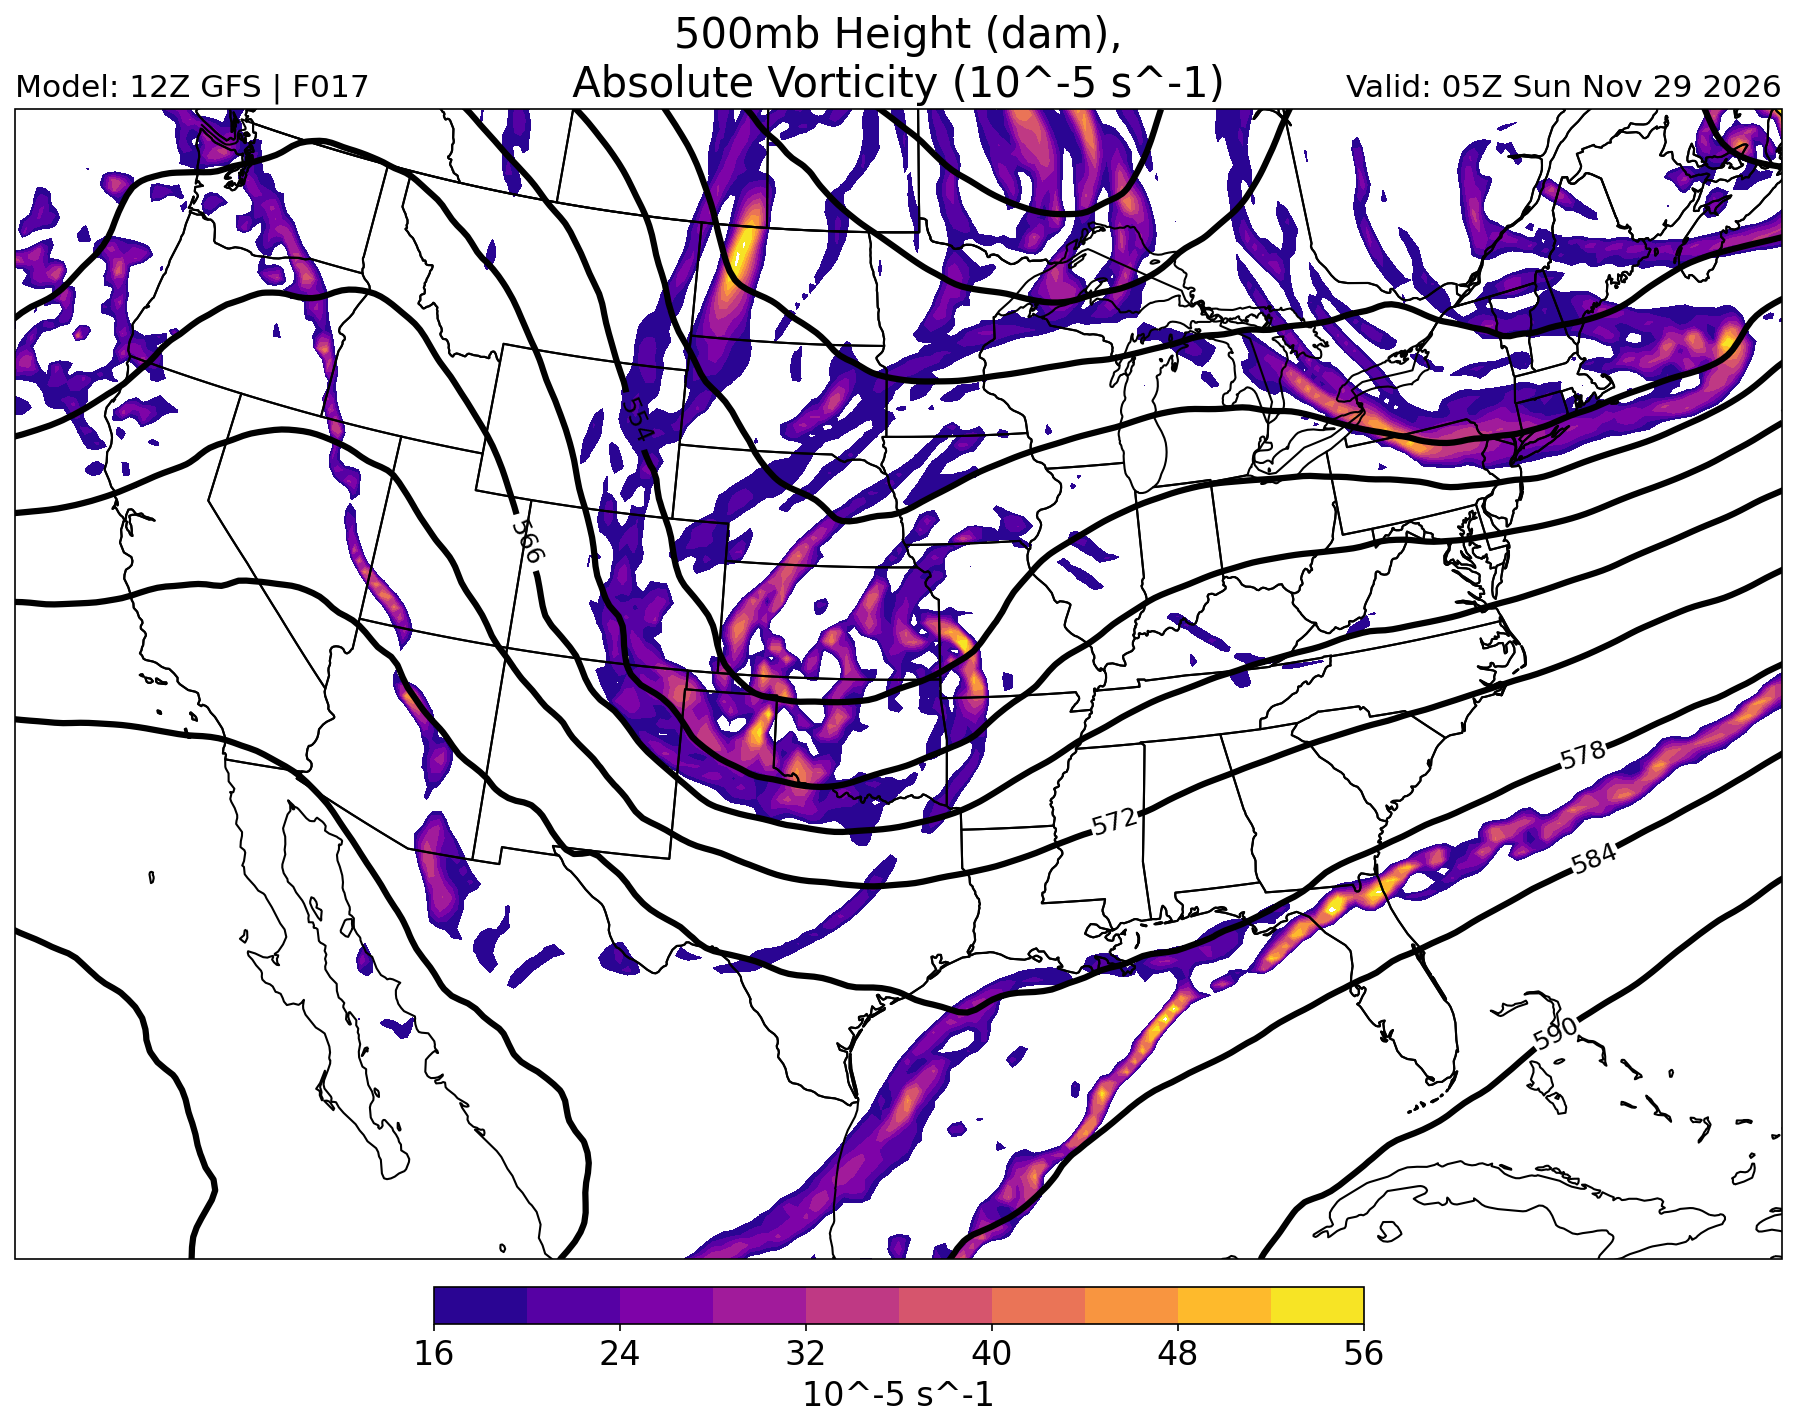 500mb Height (dam),
Absolute Vorticity (10^-5 s^-1)
Model: 12Z GFS | F017
Valid: 05Z Sun Nov 29 2026
554
566
578
572
584
590
16 24 32 40 48 56
10^-5 s^-1